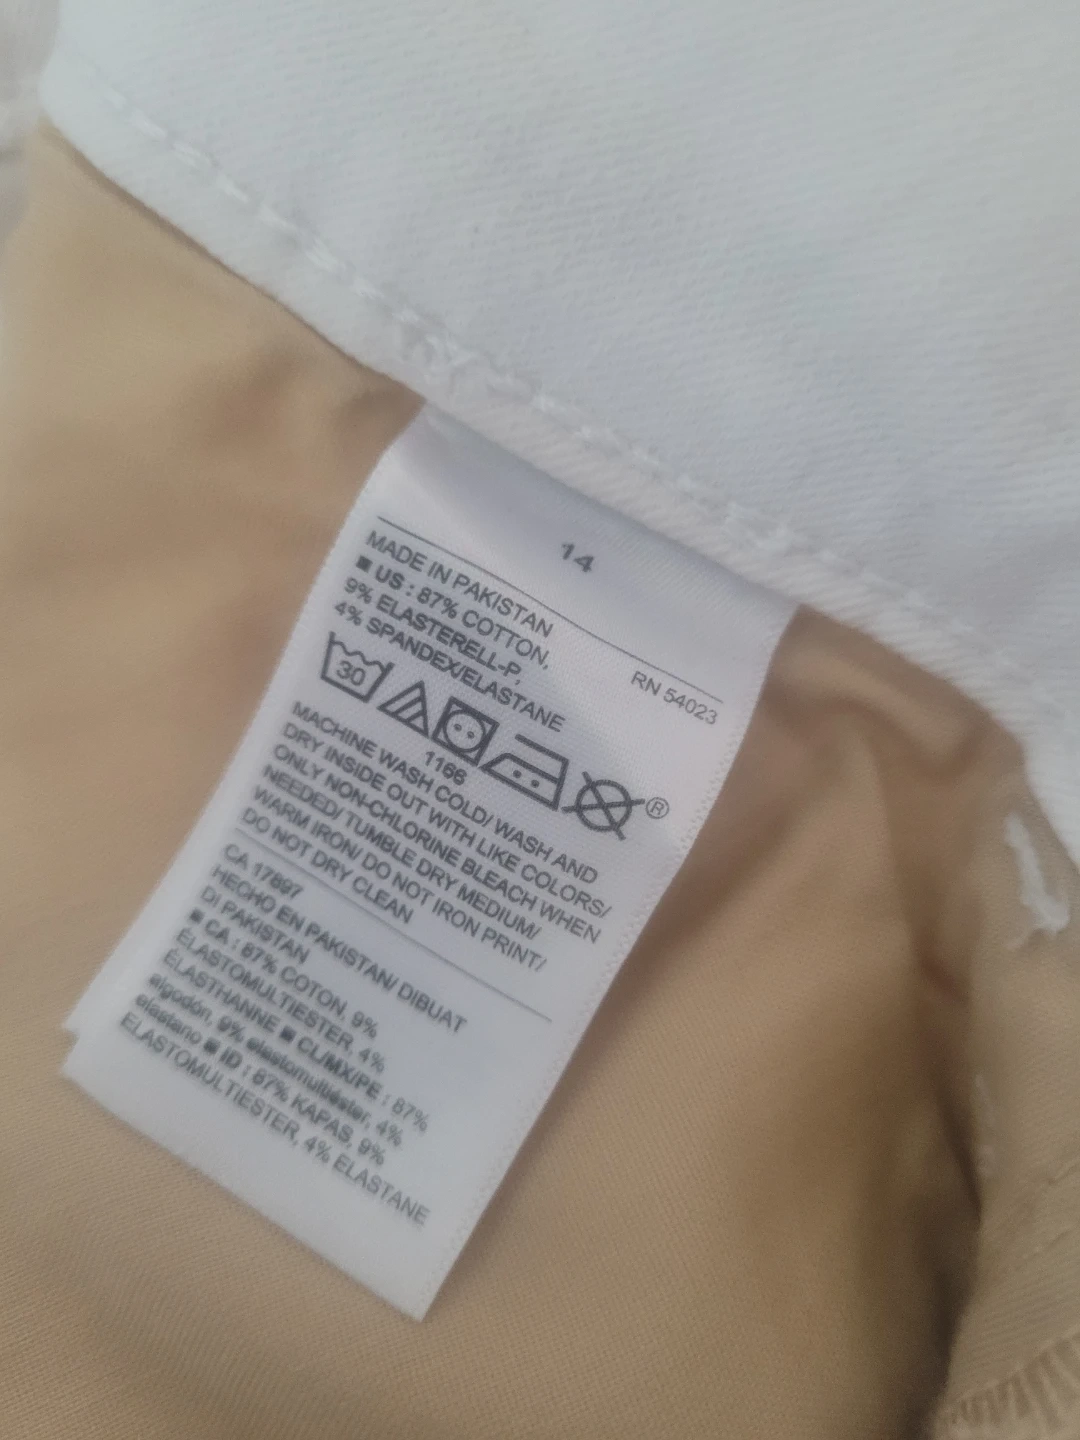 14
MADE IN PAKISTAN
RN 54023
■ US : 87% COTTON,
9% ELASTERELL-P,
4% SPANDEX/ELASTANE
30
®
1166
MACHINE WASH COLD/ WASH AND
DRY INSIDE OUT WITH LIKE COLORS/
ONLY NON-CHLORINE BLEACH WHEN
NEEDED/ TUMBLE DRY MEDIUM/
WARM IRON/ DO NOT IRON PRINT/
DO NOT DRY CLEAN
CA 17897
HECHO EN PAKISTAN/ DIBUAT
DI PAKISTAN
■ CA : 87% COTON, 9%
ÉLASTOMULTIESTER, 4%
ÉLASTHANNE ■ CL/MX/PE : 87%
algodón, 9% elastomultiéster, 4%
elastano ■ ID : 87% KAPAS, 9%
ELASTOMULTIESTER, 4% ELASTANE